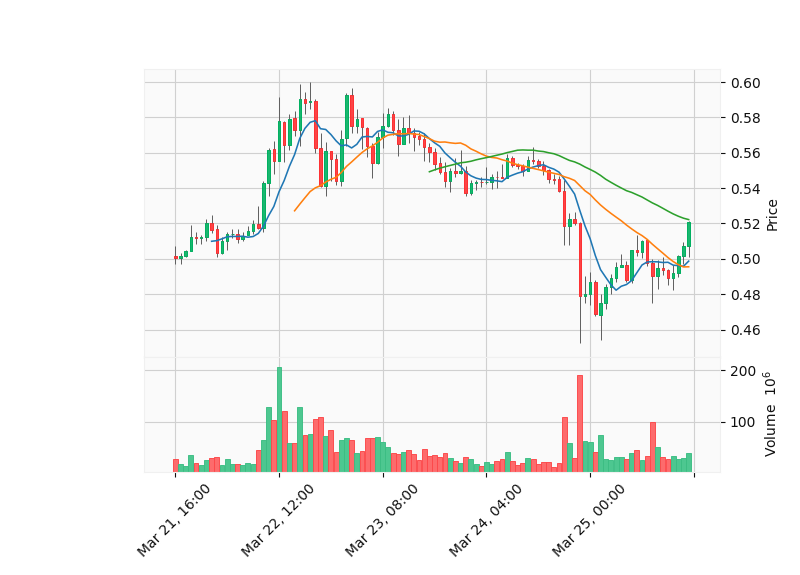 0.60
0.58
0.56
0.54
0.52
0.50
0.48
0.46
Price
200
100
Volume 10⁶
Mar 21, 16:00
Mar 22, 12:00
Mar 23, 08:00
Mar 24, 04:00
Mar 25, 00:00